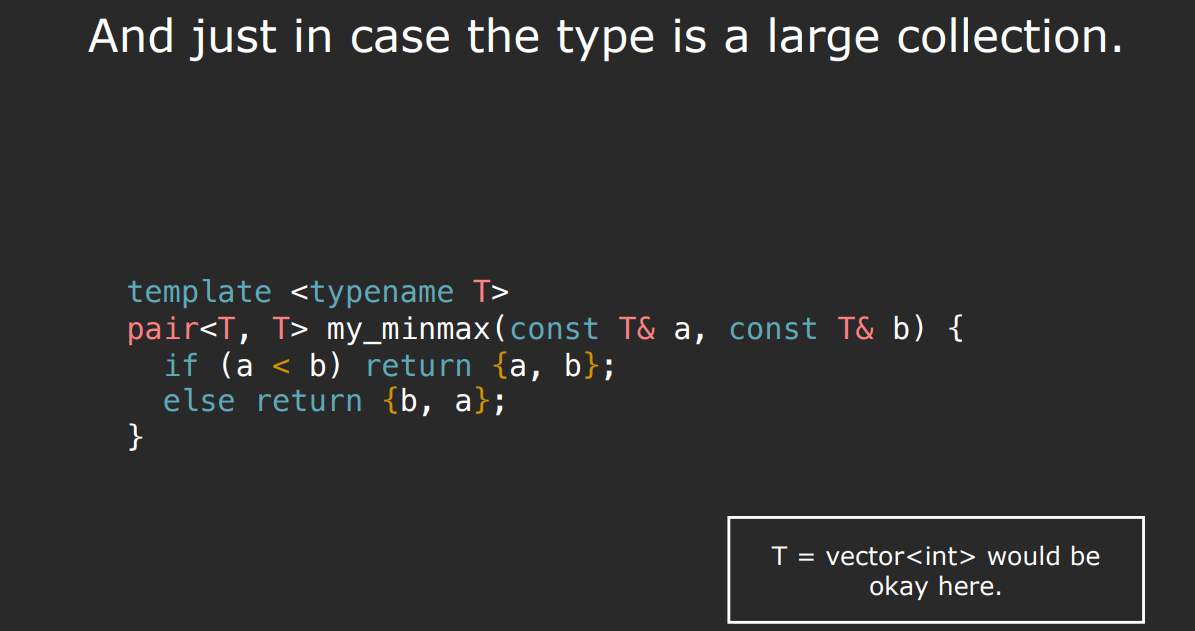 And just in case the type is a large collection.
template <typename T>
pair<T, T> my_minmax(const T& a, const T& b) {
  if (a < b) return {a, b};
  else return {b, a};
}
T = vector<int> would be
okay here.